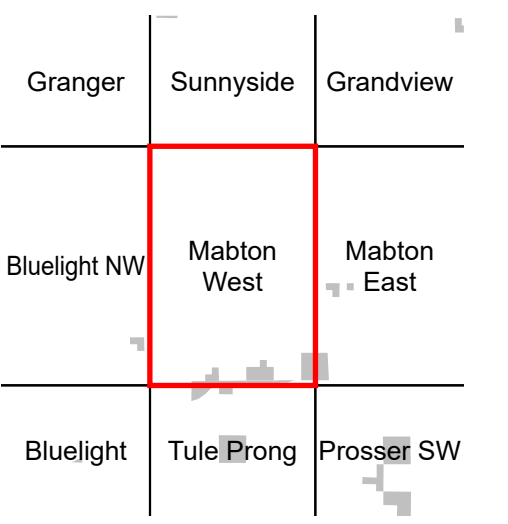 Granger
Sunnyside
Grandview
Bluelight NW
Mabton
West
Mabton
East
Bluelight
Tule Prong
Prosser SW